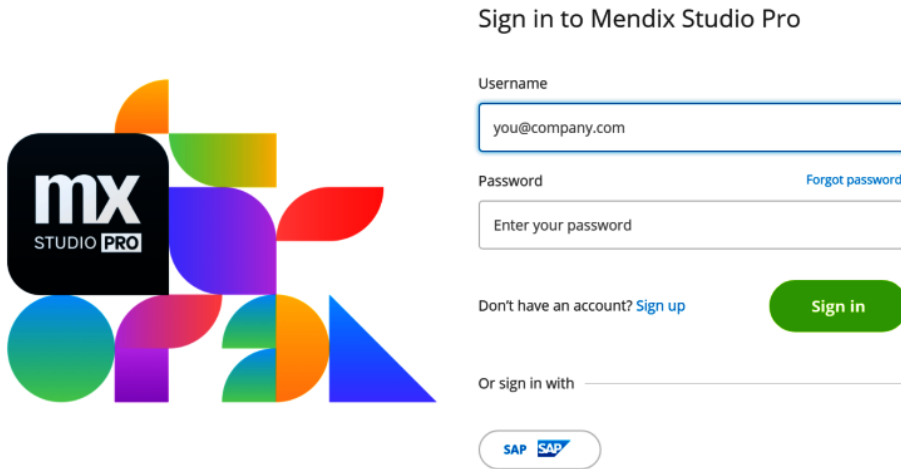 Sign in to Mendix Studio Pro
Username
you@company.com
Password
Forgot password
Enter your password
Don't have an account? Sign up
Sign in
Or sign in with
SAP SAP
mx
STUDIO PRO